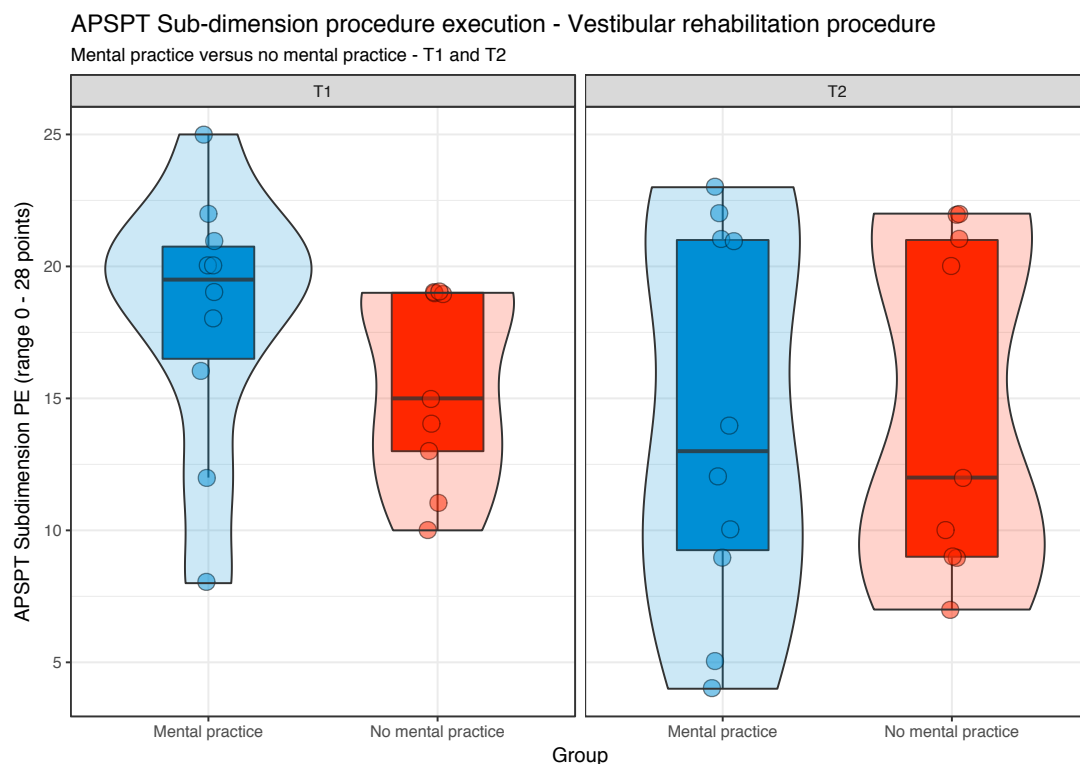 APSPT Sub-dimension procedure execution - Vestibular rehabilitation procedure
Mental practice versus no mental practice - T1 and T2
T1
T2
APSPT Subdimension PE (range 0 - 28 points)
25
20
15
10
5
Mental practice
No mental practice
Mental practice
No mental practice
Group